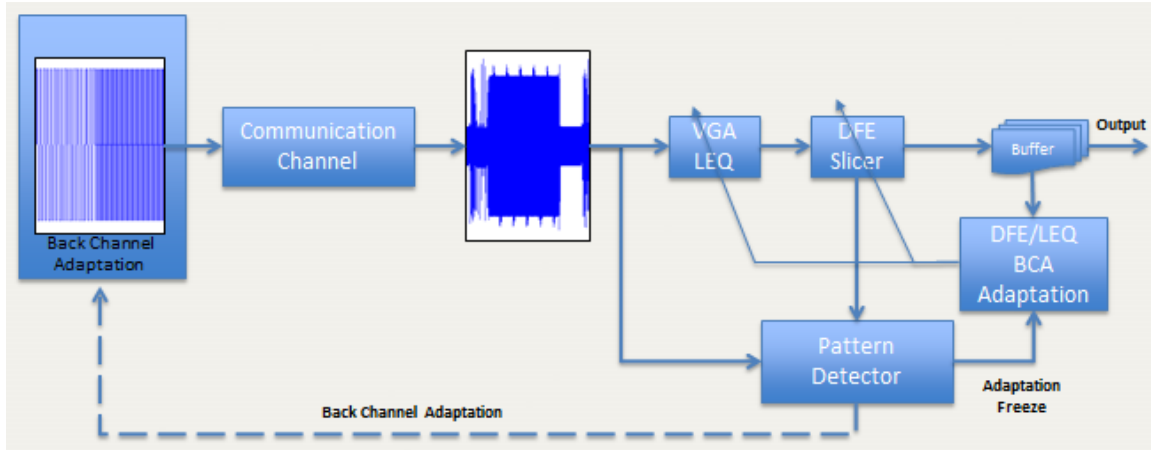 Back Channel
Adaptation
Communication
Channel
VGA
LEQ
DFE
Slicer
Buffer
Output
DFE/LEQ
BCA
Adaptation
Pattern
Detector
Adaptation
Freeze
Back Channel Adaptation